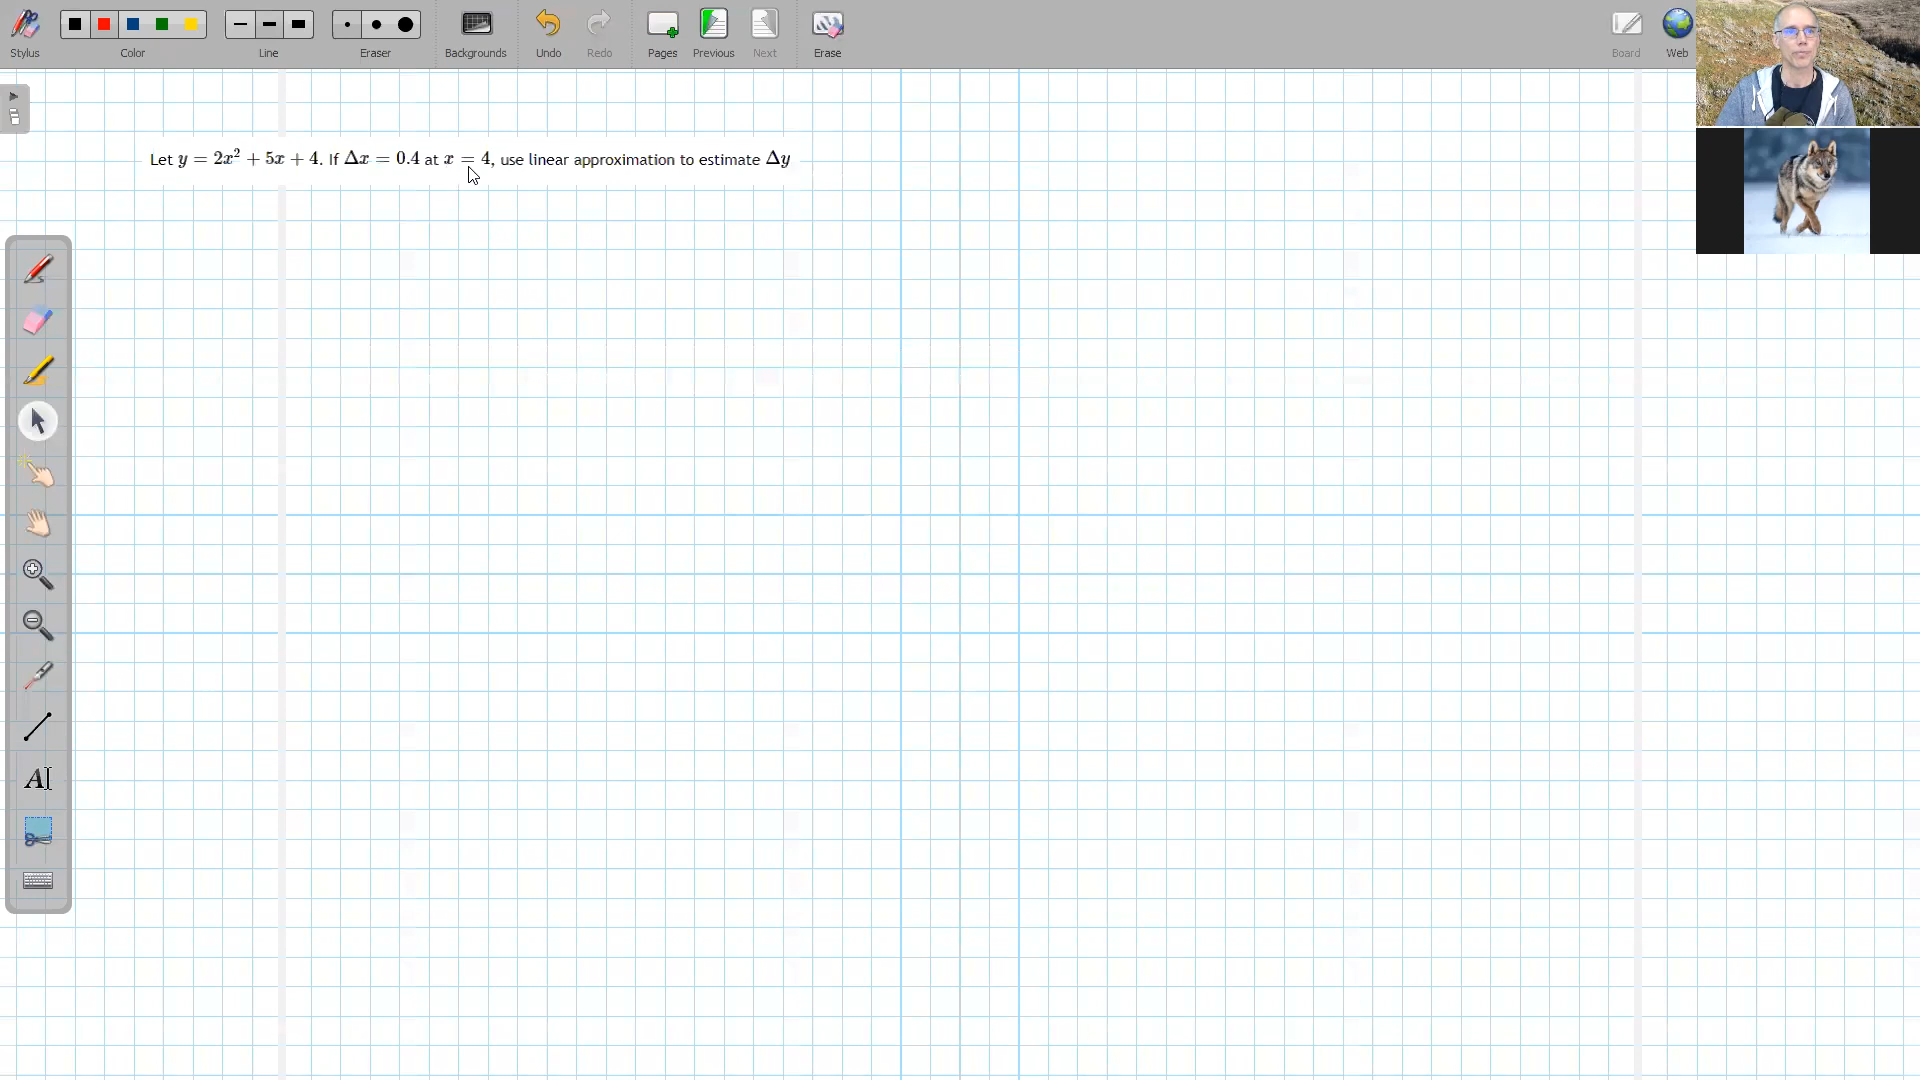 Stylus
Color
Line
Eraser
Backgrounds
Undo
Redo
Pages
Previous
Next
Erase
Board
Web
Let y = 2x² + 5x + 4. If Δx = 0.4 at x = 4, use linear approximation to estimate Δy
A